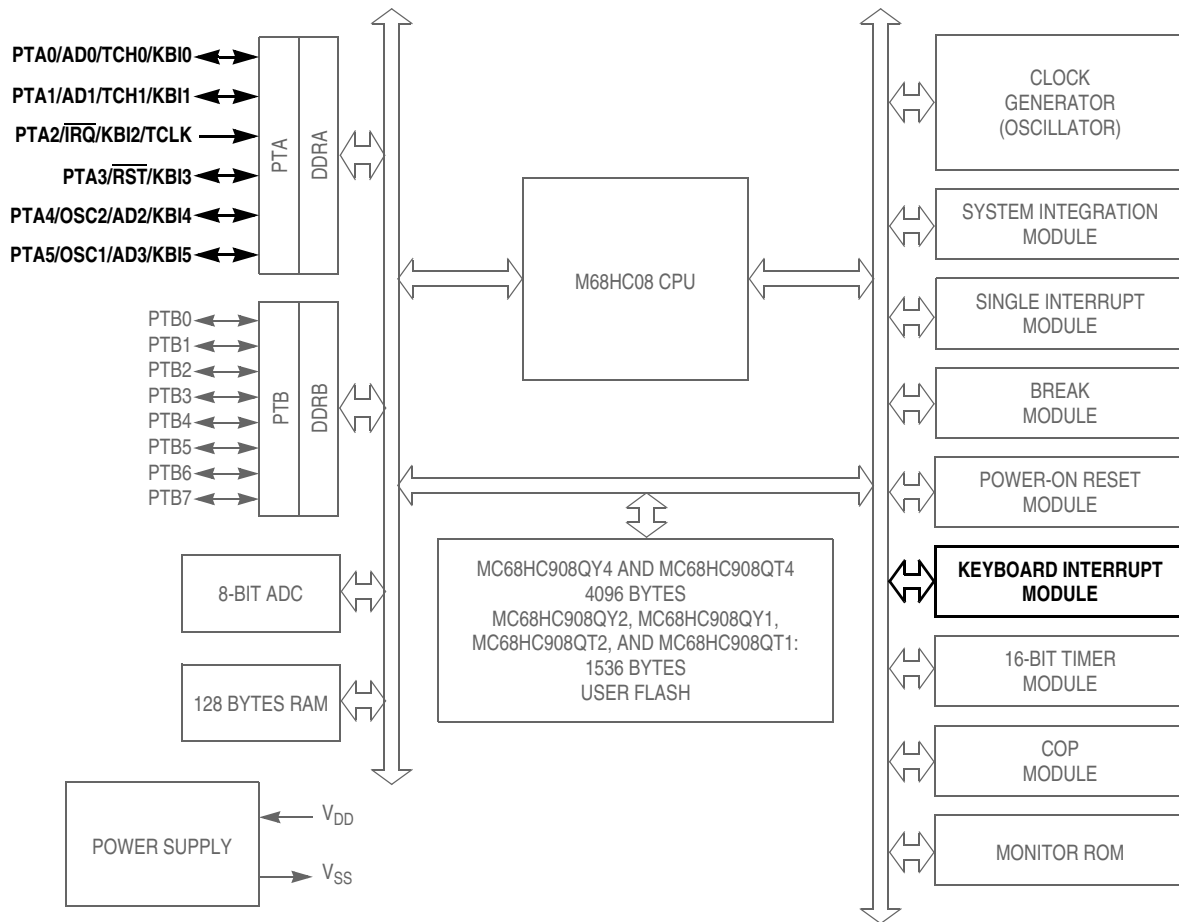 PTA0/AD0/TCH0/KBI0
PTA1/AD1/TCH1/KBI1
PTA2/IRQ/KBI2/TCLK
PTA3/RST/KBI3
PTA4/OSC2/AD2/KBI4
PTA5/OSC1/AD3/KBI5
PTA
DDRA
PTB0
PTB1
PTB2
PTB3
PTB4
PTB5
PTB6
PTB7
PTB
DDRB
8-BIT ADC
128 BYTES RAM
POWER SUPPLY
VDD
VSS
M68HC08 CPU
MC68HC908QY4 AND MC68HC908QT4
4096 BYTES
MC68HC908QY2, MC68HC908QY1,
MC68HC908QT2, AND MC68HC908QT1:
1536 BYTES
USER FLASH
CLOCK
GENERATOR
(OSCILLATOR)
SYSTEM INTEGRATION
MODULE
SINGLE INTERRUPT
MODULE
BREAK
MODULE
POWER-ON RESET
MODULE
KEYBOARD INTERRUPT
MODULE
16-BIT TIMER
MODULE
COP
MODULE
MONITOR ROM